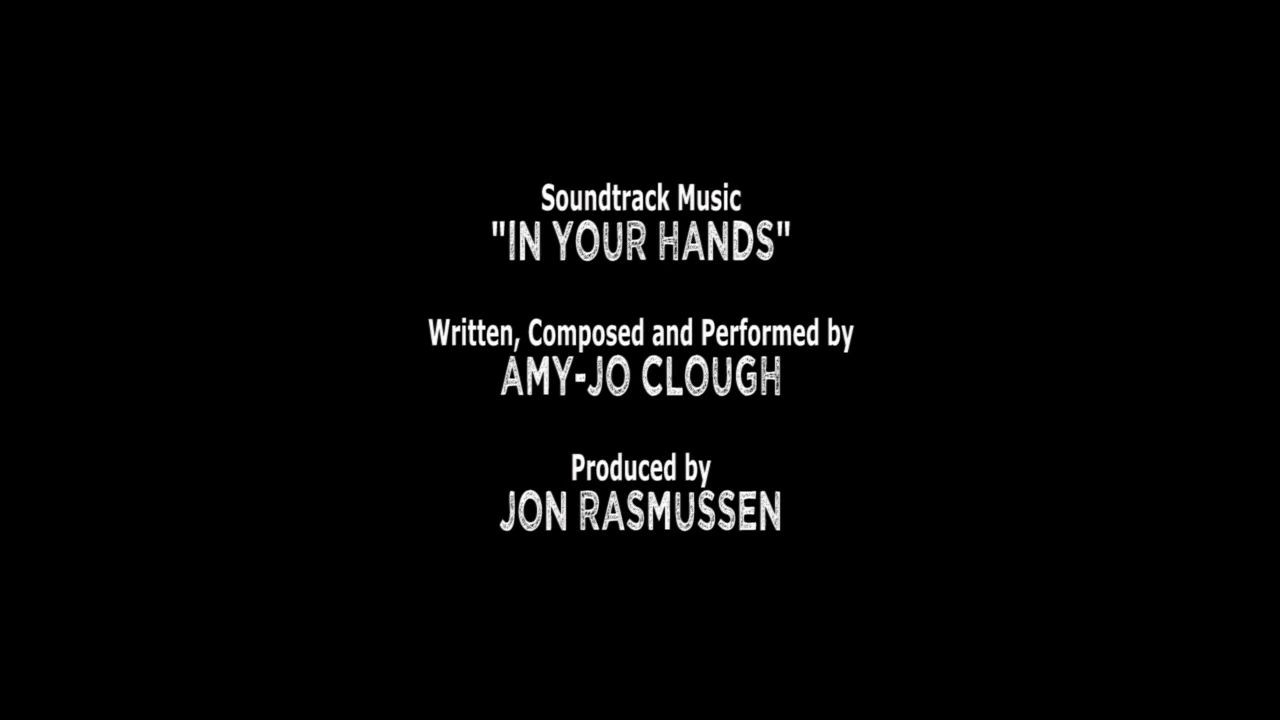 Soundtrack Music
"IN YOUR HANDS"
Written, Composed and Performed by
AMY-JO CLOUGH
Produced by
JON RASMUSSEN